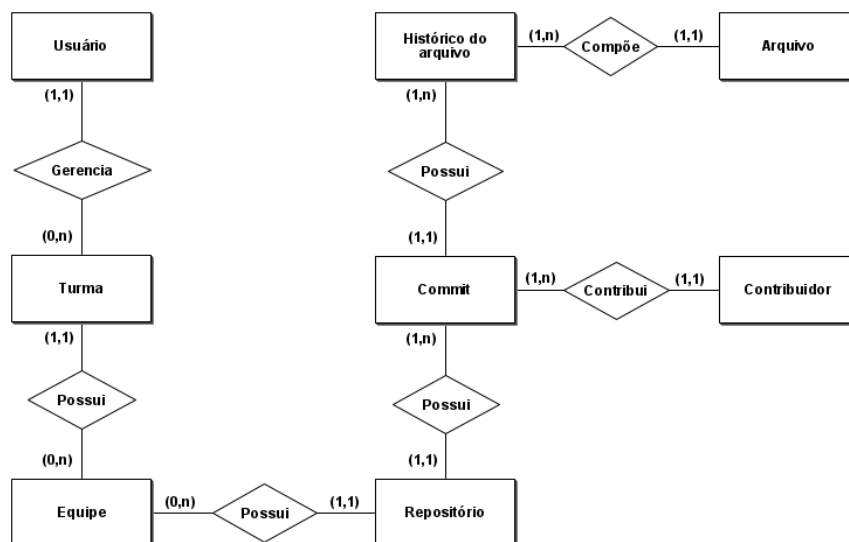 Usuário
Histórico do
arquivo
(1,n)
Compõe
(1,1)
Arquivo
(1,1)
(1,n)
Gerencia
Possui
(0,n)
(1,1)
Turma
Commit
(1,n)
Contribui
(1,1)
Contribuidor
(1,1)
(1,n)
Possui
Possui
(0,n)
(1,1)
Equipe
(0,n)
Possui
(1,1)
Repositório